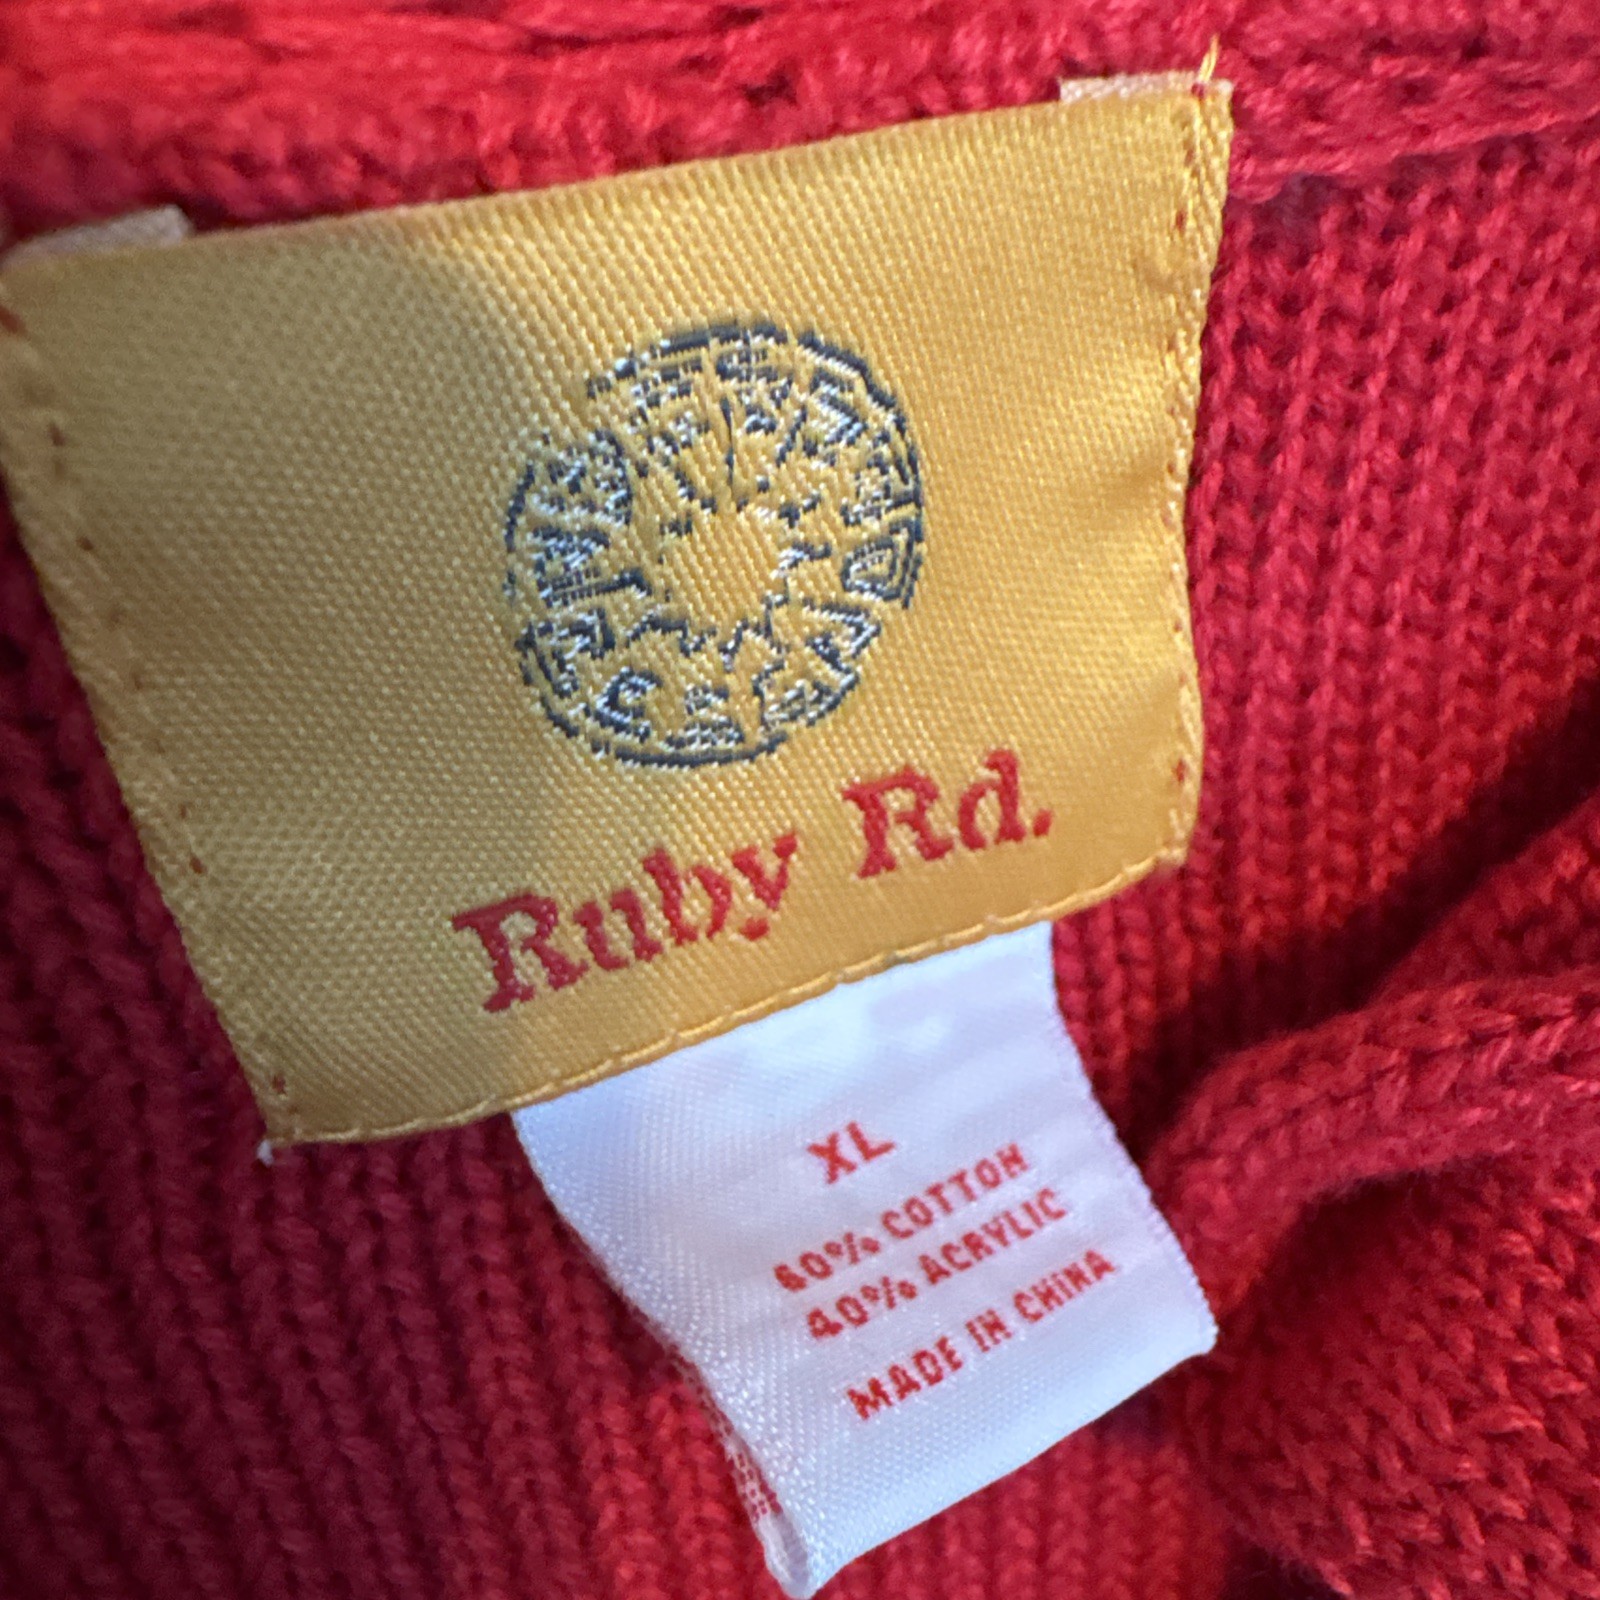 Ruby Rd.
XL
60% COTTON
40% ACRYLIC
MADE IN CHINA